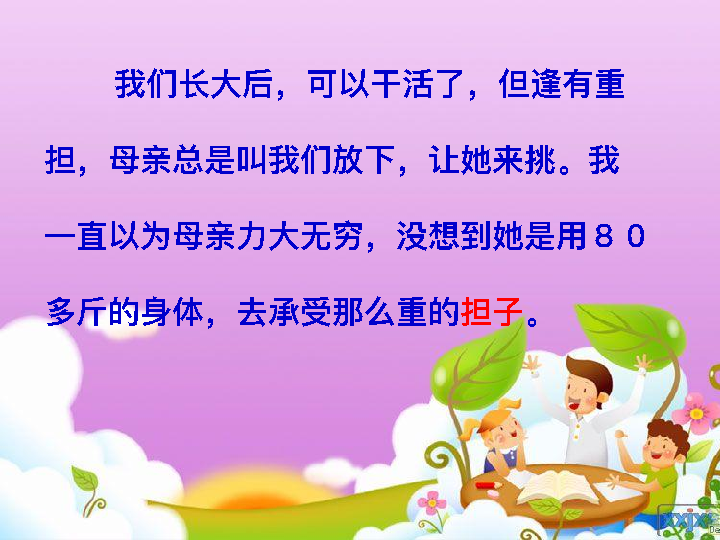 我们长大后，可以干活了，但逢有重
担，母亲总是叫我们放下，让她来挑。我
一直以为母亲力大无穷，没想到她是用８０
多斤的身体，去承受那么重的担子。